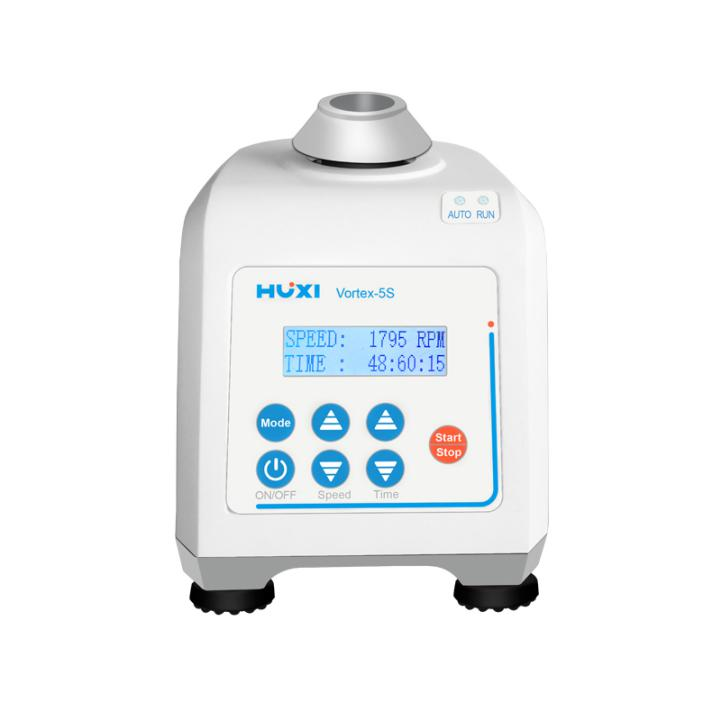 AUTO RUN
HUXI Vortex-5S
SPEED: 1795 RPM
TIME : 48:60:15
Mode
Start
Stop
ON/OFF Speed Time